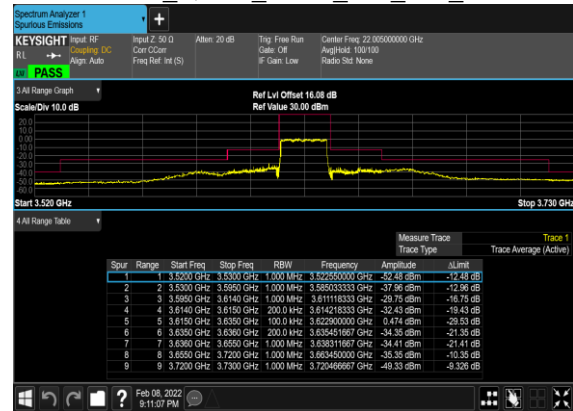 Spectrum Analyzer 1
Spurious Emissions
KEYSIGHT Input: RF Input Z: 50 Ω Atten: 20 dB Trig: Free Run Center Freq: 22.005000000 GHz
RL Coupling: DC Corr CCorr Gate: Off Avg|Hold: 100/100
Align: Auto Freq Ref: Int (S) IF Gain: Low Radio Std: None
PASS
3 All Range Graph
Ref Lvl Offset 16.08 dB
Scale/Div 10.0 dB Ref Value 30.00 dBm
20.0
10.0
0.00
-10.0
-20.0
-30.0
-40.0
-50.0
-60.0
Start 3.520 GHz Stop 3.730 GHz
4 All Range Table
Measure Trace Trace 1
Trace Type Trace Average (Active)
Spur Range Start Freq Stop Freq RBW Frequency Amplitude ΔLimit
1 1 3.5200 GHz 3.5300 GHz 1.000 MHz 3.522550000 GHz -52.48 dBm -12.48 dB
2 2 3.5300 GHz 3.5950 GHz 1.000 MHz 3.585033333 GHz -37.96 dBm -12.96 dB
3 3 3.5950 GHz 3.6140 GHz 1.000 MHz 3.611118333 GHz -29.75 dBm -16.75 dB
4 4 3.6140 GHz 3.6150 GHz 200.0 kHz 3.614218333 GHz -32.43 dBm -19.43 dB
5 5 3.6150 GHz 3.6350 GHz 100.0 kHz 3.622900000 GHz 0.474 dBm -29.53 dB
6 6 3.6350 GHz 3.6360 GHz 200.0 kHz 3.635451667 GHz -34.35 dBm -21.35 dB
7 7 3.6360 GHz 3.6550 GHz 1.000 MHz 3.638311667 GHz -34.41 dBm -21.41 dB
8 8 3.6550 GHz 3.7200 GHz 1.000 MHz 3.663450000 GHz -35.35 dBm -10.35 dB
9 9 3.7200 GHz 3.7300 GHz 1.000 MHz 3.720466667 GHz -49.33 dBm -9.326 dB
Feb 08, 2022
9:11:07 PM